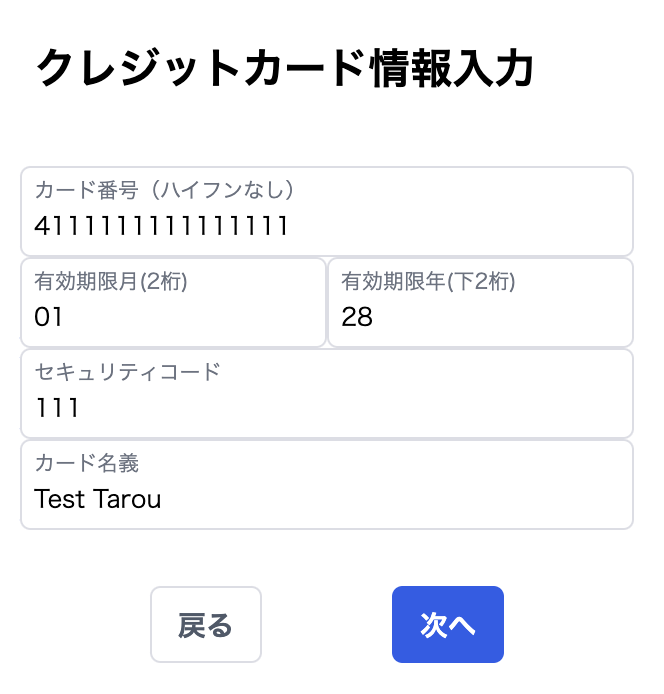 クレジットカード情報入力
カード番号（ハイフンなし）
4111111111111111
有効期限月(2桁)
01
有効期限年(下2桁)
28
セキュリティコード
111
カード名義
Test Tarou
戻る
次へ